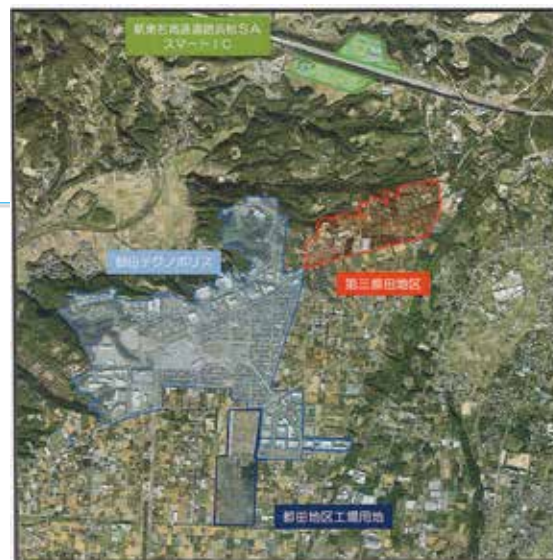 新東名高速道路浜松SA
スマートIC
都田テクノポリス
第三都田地区
都田地区工場用地